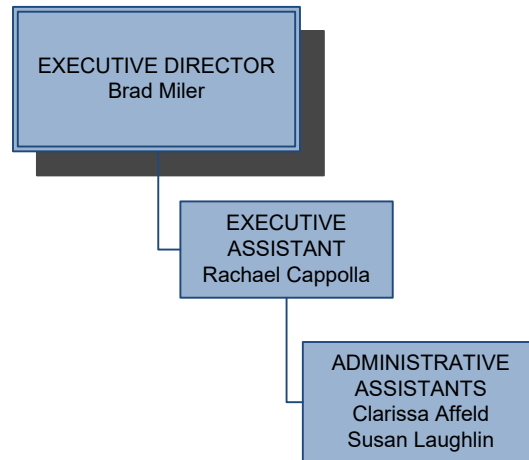 EXECUTIVE DIRECTOR
Brad Miler
EXECUTIVE
ASSISTANT
Rachael Cappolla
ADMINISTRATIVE
ASSISTANTS
Clarissa Affeld
Susan Laughlin